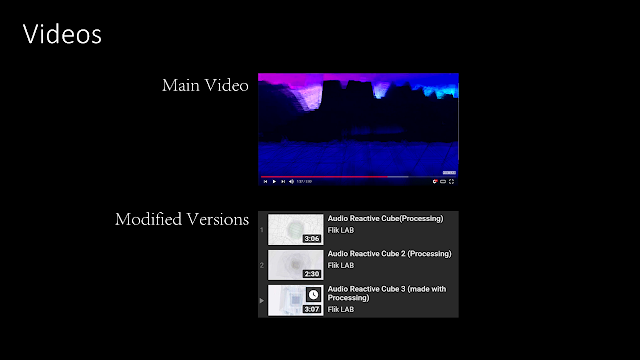 Videos
Main Video
Modified Versions
1
Audio Reactive Cube(Processing)
Flik LAB
3:06
2
Audio Reactive Cube 2 (Processing)
Flik LAB
2:30
Audio Reactive Cube 3 (made with
Processing)
Flik LAB
3:07